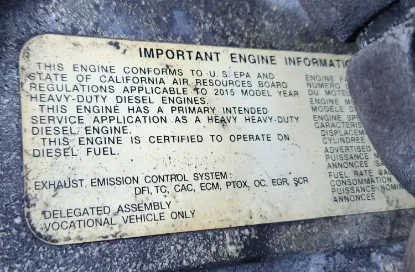 IMPORTANT ENGINE INFORMATI
THIS ENGINE CONFORMS TO U.S. EPA AND
STATE OF CALIFORNIA AIR RESOURCES BOARD
REGULATIONS APPLICABLE TO 2015 MODEL YEAR
HEAVY-DUTY DIESEL ENGINES.
THIS ENGINE HAS A PRIMARY INTENDED
SERVICE APPLICATION AS A HEAVY HEAVY-DUTY
DIESEL ENGINE.
THIS ENGINE IS CERTIFIED TO OPERATE ON
DIESEL FUEL.
EXHAUST EMISSION CONTROL SYSTEM :
DFI, TC, CAC, ECM, PTOX, OC, EGR, SCR
DELEGATED ASSEMBLY
VOCATIONAL VEHICLE ONLY
ENGINE FA
NUMERO D
DU MOTEU
ENGINE M
MODELE D
ENGINE SP
CARACTERIS
DISPLACEM
CYLINDREE
ADVERTISED
PUISSANCE N
ANNONCEE S
FUEL RATE
CONSOMMATION
PUISSANCE NOMIN
ANNONCEE